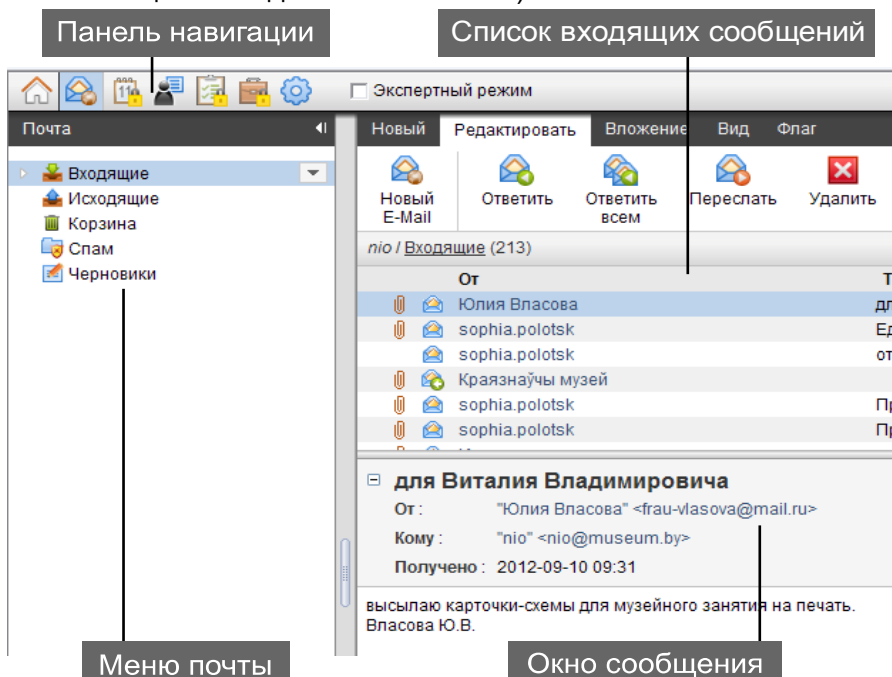 Панель навигации
Список входящих сообщений
11
Экспертный режим
Почта
Новый Редактировать Вложение Вид Флаг
Входящие
Исходящие
Корзина
Спам
Черновики
Новый E-Mail
Ответить
Ответить всем
Переслать
Удалить
nio / Входящие (213)
От
Юлия Власова
sophia.polotsk
sophia.polotsk
Краязнаўчы музей
sophia.polotsk
sophia.polotsk
для Виталия Владимировича
От : "Юлия Власова" <frau-vlasova@mail.ru>
Кому : "nio" <nio@museum.by>
Получено : 2012-09-10 09:31
высылаю карточки-схемы для музейного занятия на печать.
Власова Ю.В.
Меню почты
Окно сообщения